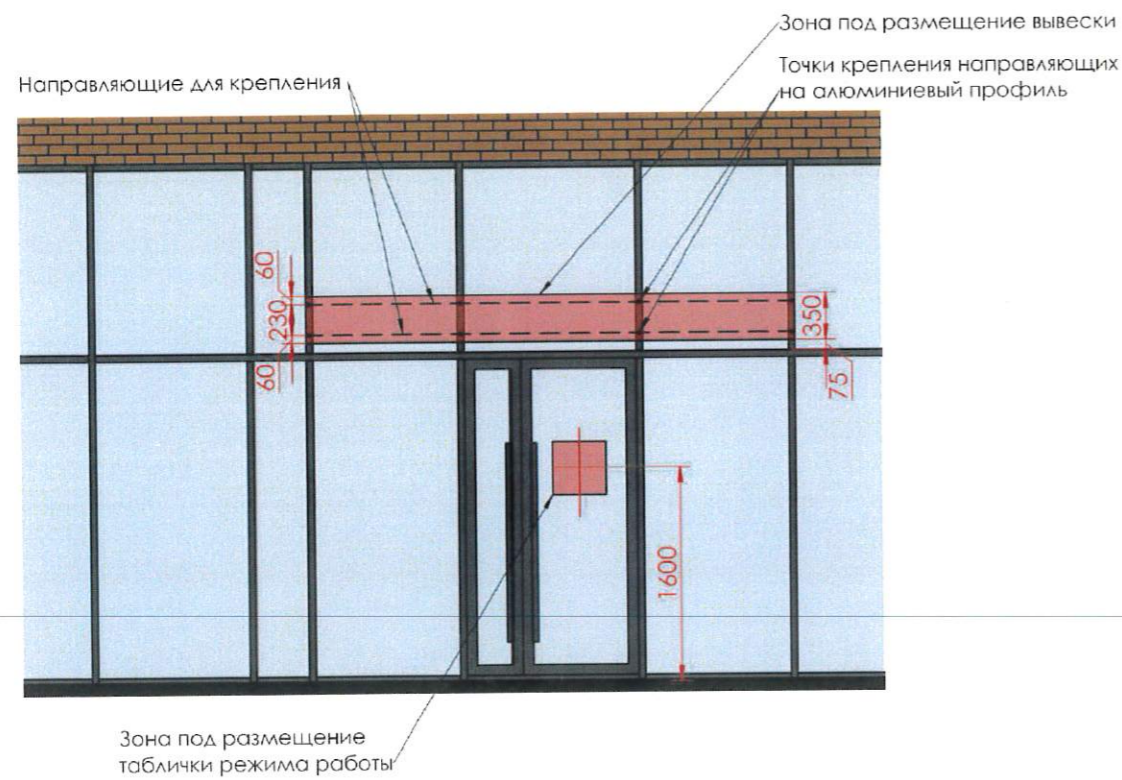 Зона под размещение вывески
Точки крепления направляющих
на алюминиевый профиль
Направляющие для крепления
60
230
60
350
75
1600
Зона под размещение
таблички режима работы